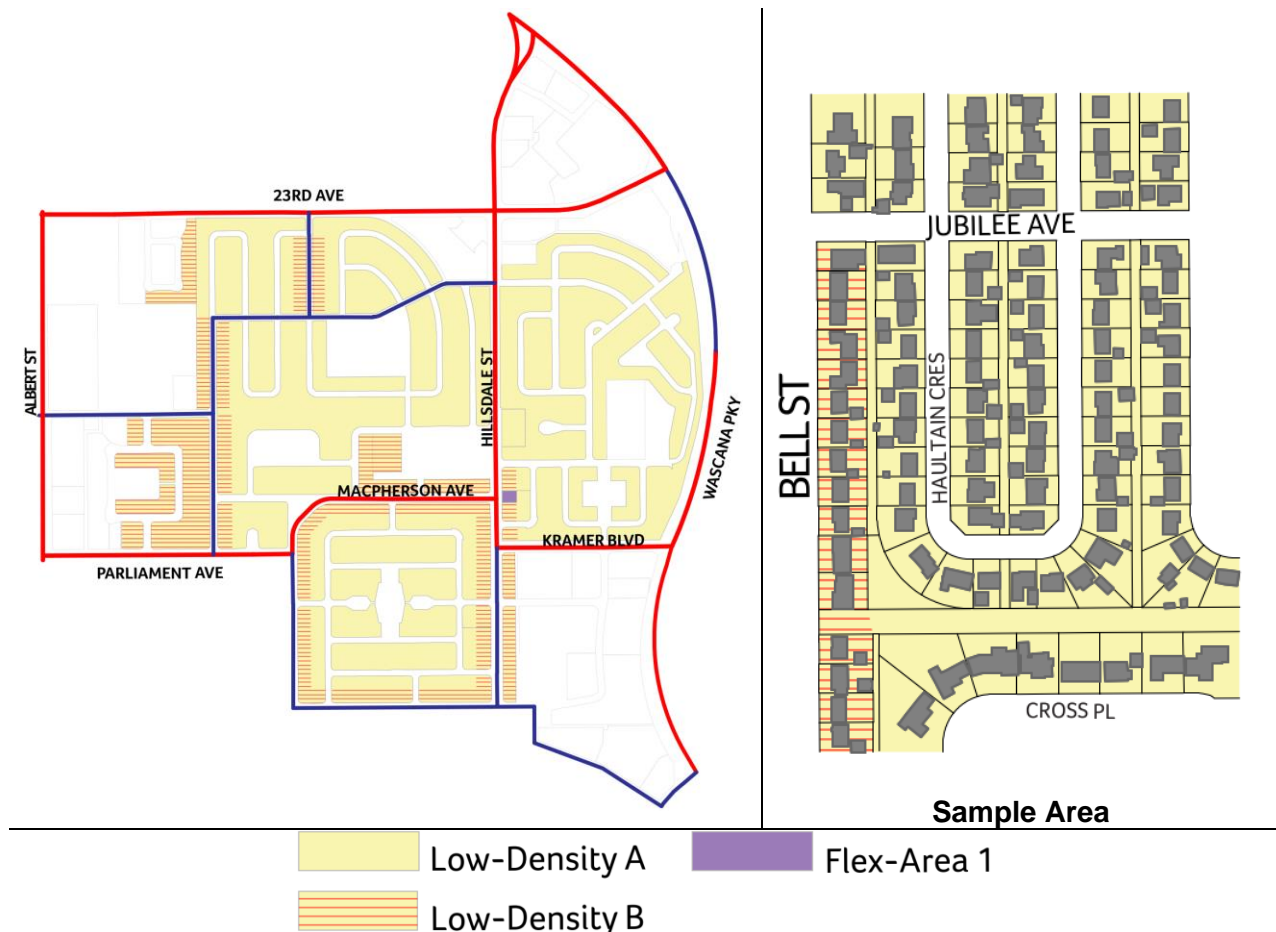 23RD AVE
ALBERT ST
HILLSDALE ST
WASCANA PKY
MACPHERSON AVE
KRAMER BLVD
PARLIAMENT AVE
JUBILEE AVE
BELL ST
HAULTAIN CRES
CROSS PL
Sample Area
Low-Density A
Flex-Area 1
Low-Density B